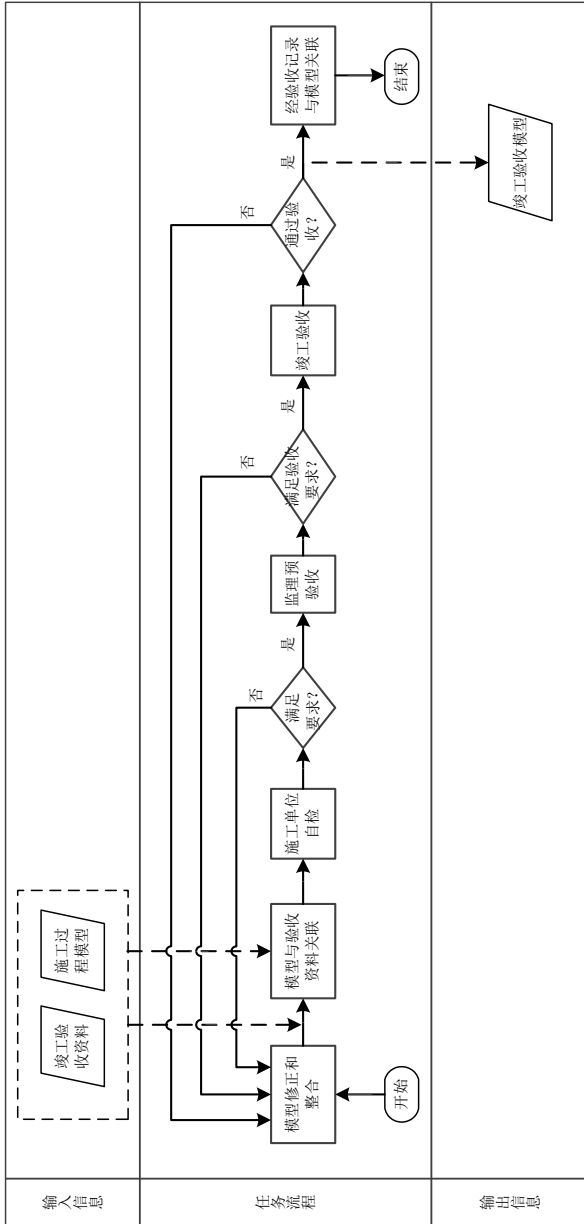 输入
信息
竣工验
收资料
施工过
程模型
任务
流程
开始
模型修正和
整合
模型与验收
资料关联
施工单位
自检
满足
要求？
否
是
监理预
验收
满足验收
要求？
否
是
竣工验收
通过验
收？
否
是
经验收记录
与模型关联
结束
输出
信息
竣工验收模型